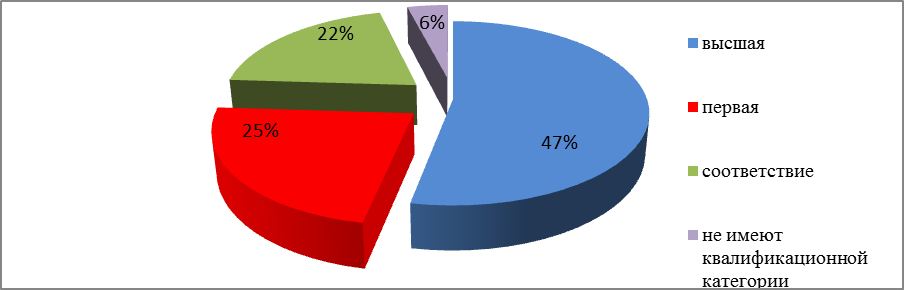 22%
6%
25%
47%
высшая
первая
соответствие
не имеют
квалификационной
категории